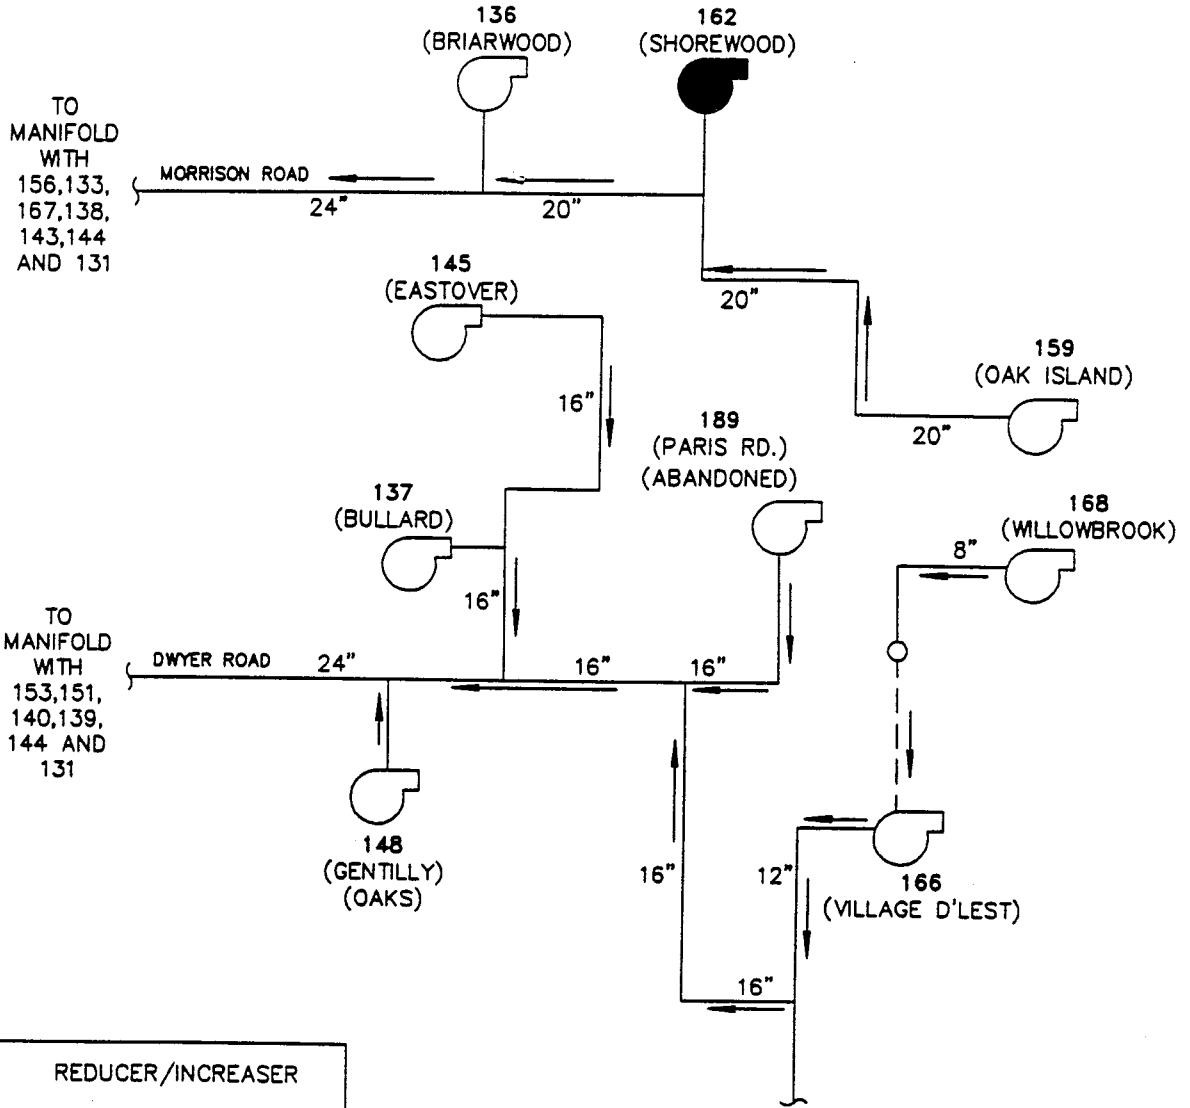 136
(BRIARWOOD)
162
(SHOREWOOD)
TO
MANIFOLD
WITH
156,133,
167,138,
143,144
AND 131
MORRISON ROAD
24"
20"
20"
145
(EASTOVER)
16"
159
(OAK ISLAND)
20"
189
(PARIS RD.)
(ABANDONED)
137
(BULLARD)
168
(WILLOWBROOK)
8"
16"
TO
MANIFOLD
WITH
153,151,
140,139,
144 AND
131
DWYER ROAD
24"
16"
16"
148
(GENTILLY)
(OAKS)
16"
12"
166
(VILLAGE D'LEST)
16"
REDUCER/INCREASER